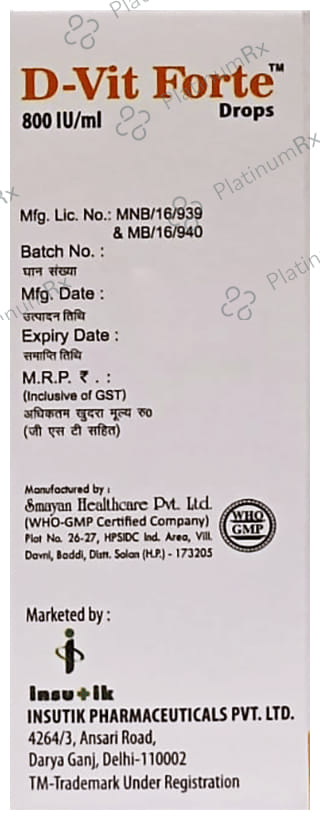 D-Vit Forte™
800 IU/ml
Drops
Mfg. Lic. No.: MNB/16/939
& MB/16/940
Batch No. :
घान संख्या
Mfg. Date :
उत्पादन तिथि
Expiry Date :
समाप्ति तिथि
M.R.P. ₹ . :
(Inclusive of GST)
अधिकतम खुदरा मूल्य रु०
(जी एस टी सहित)
Manufactured by :
Smayan Healthcare Pvt. Ltd.
(WHO-GMP Certified Company)
Plot No. 26-27, HPSIDC Ind. Area, Vill.
Davni, Baddi, Distt. Solan (H.P.) - 173205
WHO
GMP
Marketed by :
Insutik
INSUTIK PHARMACEUTICALS PVT. LTD.
4264/3, Ansari Road,
Darya Ganj, Delhi-110002
TM-Trademark Under Registration
PlatinumRx
PlatinumRx
PlatinumRx